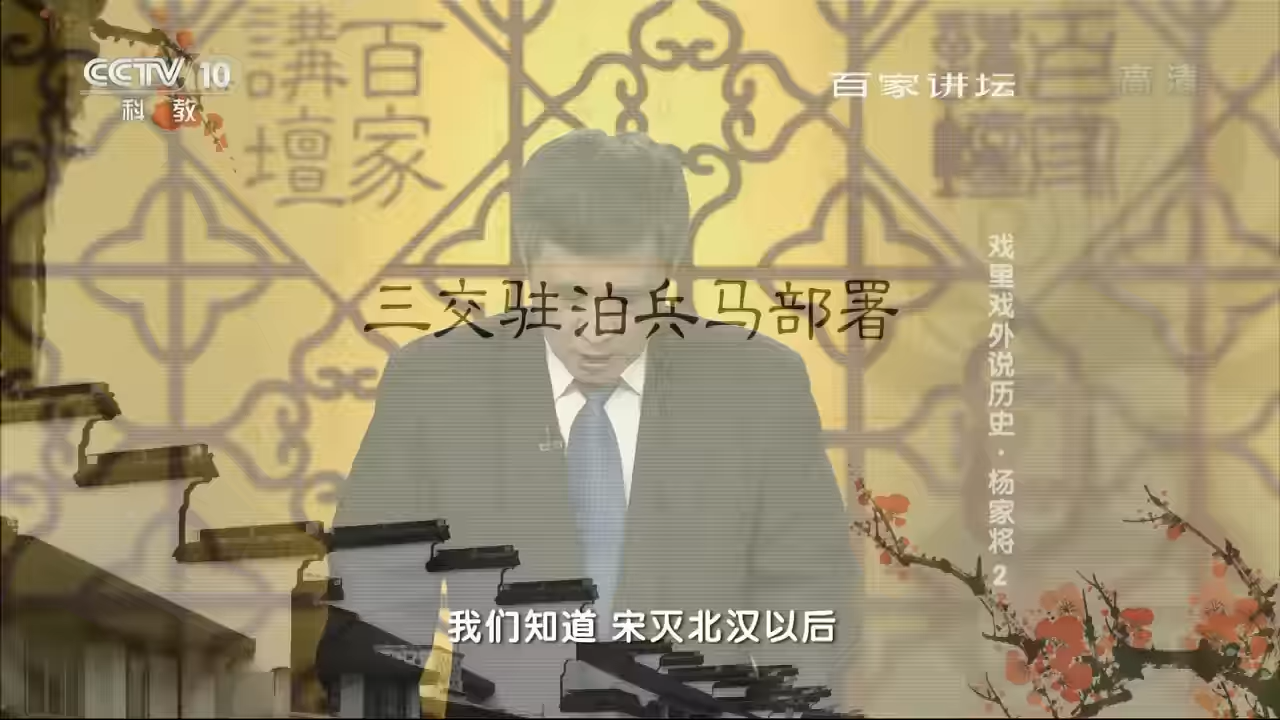 CCTV 10
科教
百家講壇
百家讲坛
高清
三交驻泊兵马部署
戏里戏外说历史·杨家将 2
我们知道 宋灭北汉以后